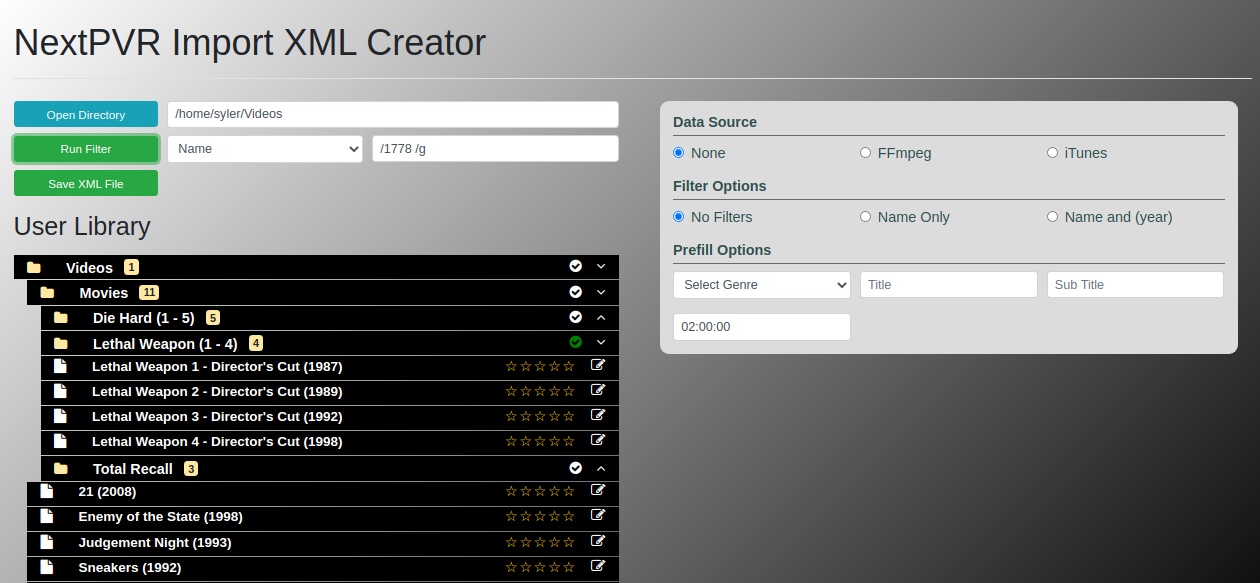 NextPVR Import XML Creator
Open Directory
/home/syler/Videos
Run Filter
Name
/1778 /g
Save XML File
User Library
Videos 1
Movies 11
Die Hard (1 - 5) 5
Lethal Weapon (1 - 4) 4
Lethal Weapon 1 - Director's Cut (1987)
Lethal Weapon 2 - Director's Cut (1989)
Lethal Weapon 3 - Director's Cut (1992)
Lethal Weapon 4 - Director's Cut (1998)
Total Recall 3
21 (2008)
Enemy of the State (1998)
Judgement Night (1993)
Sneakers (1992)
Data Source
None FFmpeg iTunes
Filter Options
No Filters Name Only Name and (year)
Prefill Options
Select Genre Title Sub Title
02:00:00